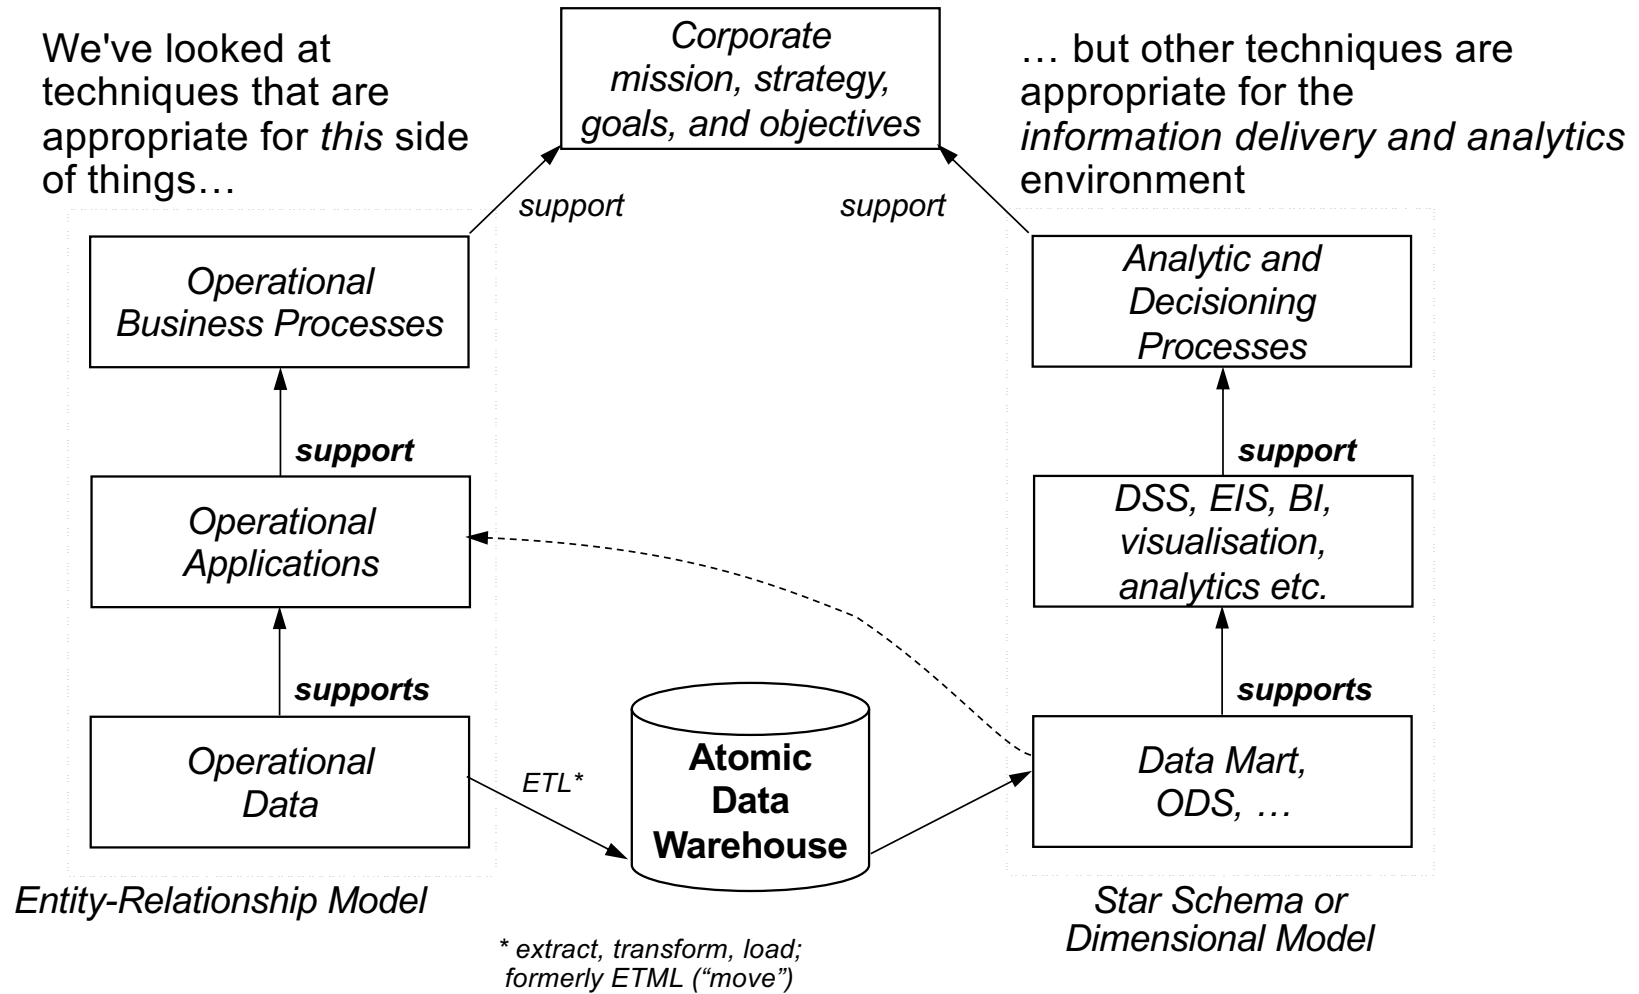 We've looked at
techniques that are
appropriate for this side
of things…
Corporate
mission, strategy,
goals, and objectives
… but other techniques are
appropriate for the
information delivery and analytics
environment
support
support
Operational
Business Processes
Analytic and
Decisioning
Processes
support
support
Operational
Applications
DSS, EIS, BI,
visualisation,
analytics etc.
supports
supports
Operational
Data
ETL*
Atomic
Data
Warehouse
Data Mart,
ODS, …
Entity-Relationship Model
Star Schema or
Dimensional Model
* extract, transform, load;
formerly ETML (“move”)